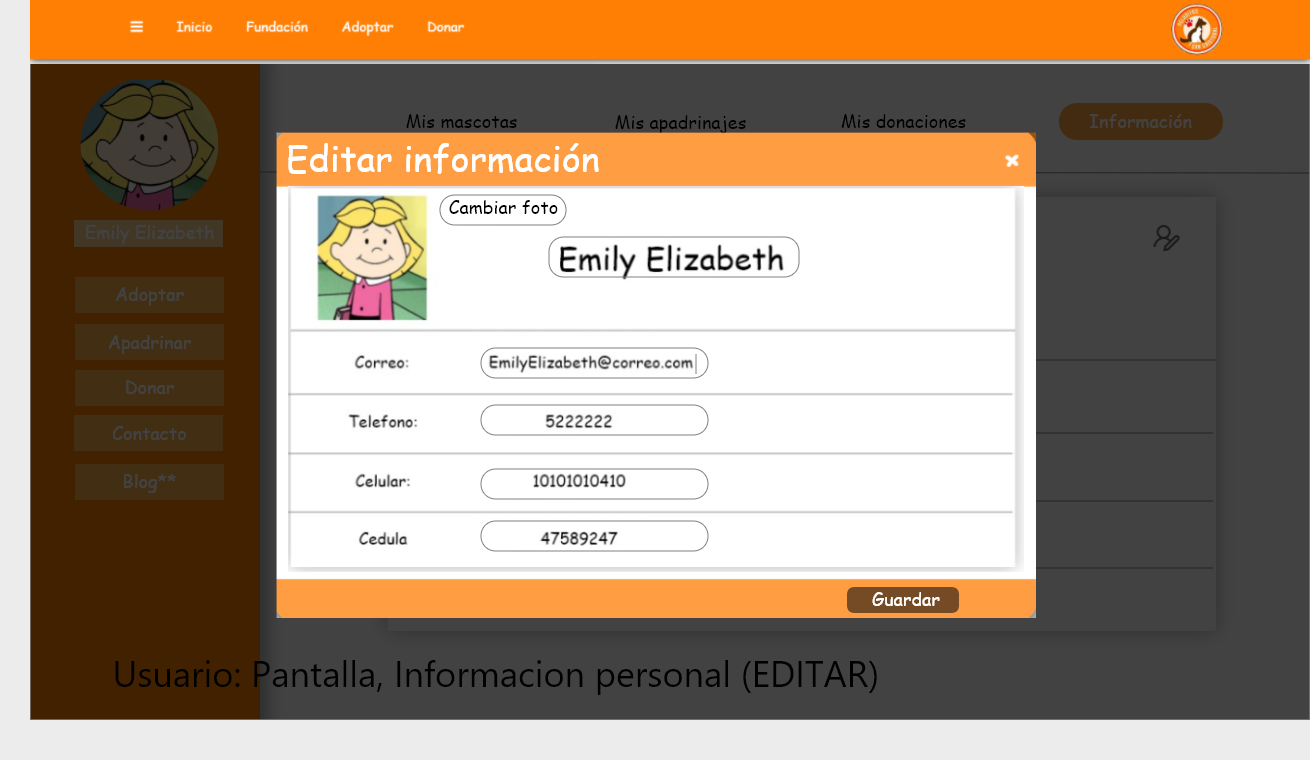 Inicio Fundación Adoptar Donar
Mis mascotas Mis apadrinajes Mis donaciones Información
Editar información
Cambiar foto
Emily Elizabeth
Emily Elizabeth
Adoptar
Apadrinar
Donar
Contacto
Blog**
Correo: EmilyElizabeth@correo.com
Telefono: 5222222
Celular: 10101010410
Cedula 47589247
Guardar
Usuario: Pantalla, Informacion personal (EDITAR)